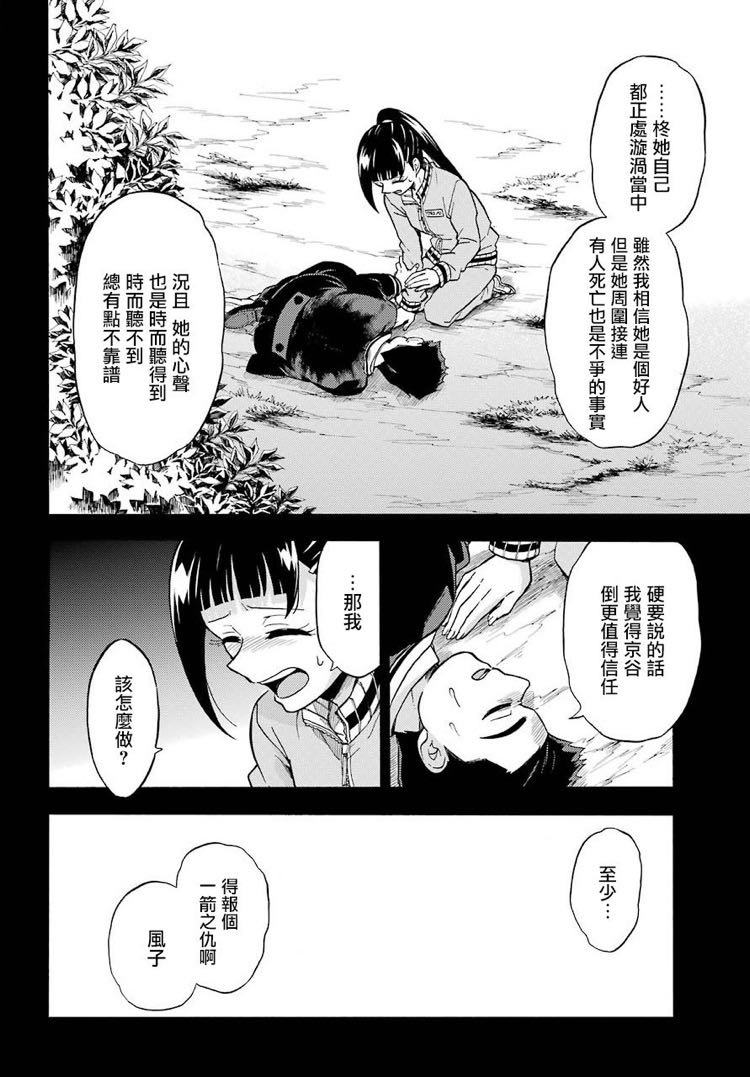 ……柊她自己
都正處漩渦當中
雖然我相信她是個好人
但是她周圍接連
有人死亡也是不爭的事實
況且 她的心聲
也是時而聽得到
時而聽不到
總有點不靠譜
硬要說的話
我覺得京谷
倒更值得信任
…那我
該怎麼做?
至少…
得報個
一箭之仇啊
風子